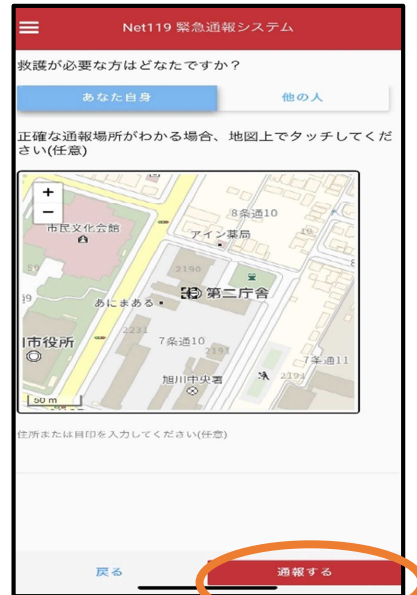 Net119 緊急通報システム
救護が必要な方はどなたですか？
あなた自身
他の人
正確な通報場所がわかる場合、地図上でタッチしてくだ
さい(任意)
+
−
8条通10
市民文化会館
アイン薬局
19
2190
第二庁舎
あにまある
2231
市役所
7条通10
2191
7条通11
旭川中央署
2194
50 m
住所または目印を入力してください(任意)
戻る
通報する